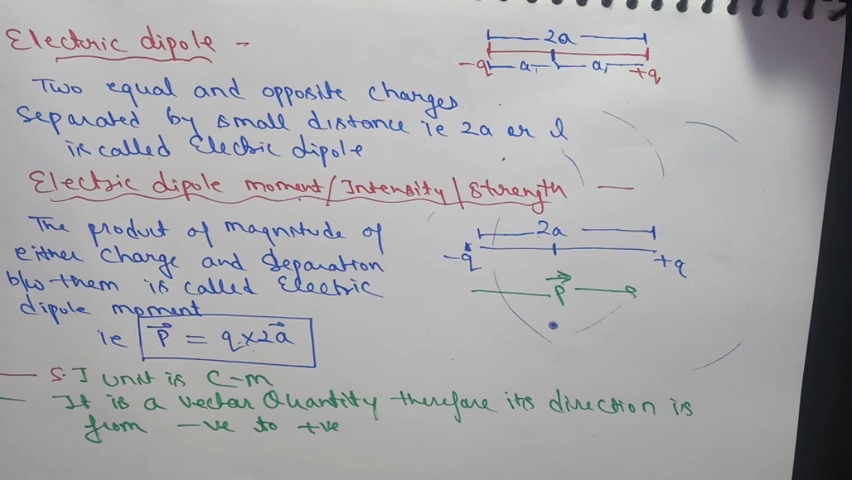 Electric dipole -
2a
-q a, a, +q
Two equal and opposite charges
separated by small distance ie 2a or l
is called Electric dipole
Electric dipole moment/Intensity/Strength —
The product of magnitude of
either charge and separation
b/w them is called Electric
dipole moment
2a
-q +q
P⃗
ie P⃗ = q×2a⃗
— S.I unit is C-m
— It is a vector Quantity therefore its direction is
from -ve to +ve